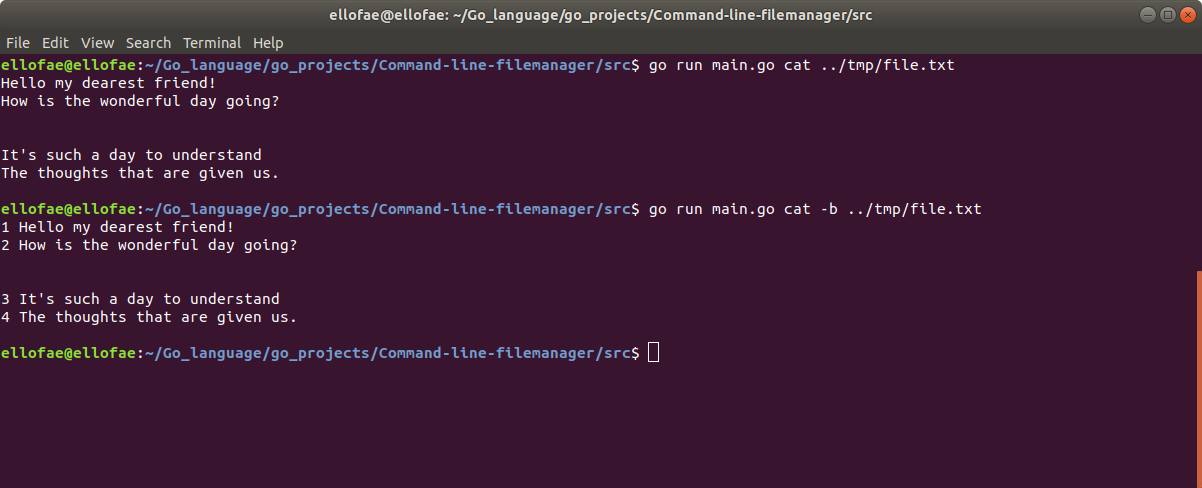 ellofae@ellofae: ~/Go_language/go_projects/Command-line-filemanager/src
File Edit View Search Terminal Help
ellofae@ellofae:~/Go_language/go_projects/Command-line-filemanager/src$ go run main.go cat ../tmp/file.txt
Hello my dearest friend!
How is the wonderful day going?
It's such a day to understand
The thoughts that are given us.
ellofae@ellofae:~/Go_language/go_projects/Command-line-filemanager/src$ go run main.go cat -b ../tmp/file.txt
1 Hello my dearest friend!
2 How is the wonderful day going?
3 It's such a day to understand
4 The thoughts that are given us.
ellofae@ellofae:~/Go_language/go_projects/Command-line-filemanager/src$